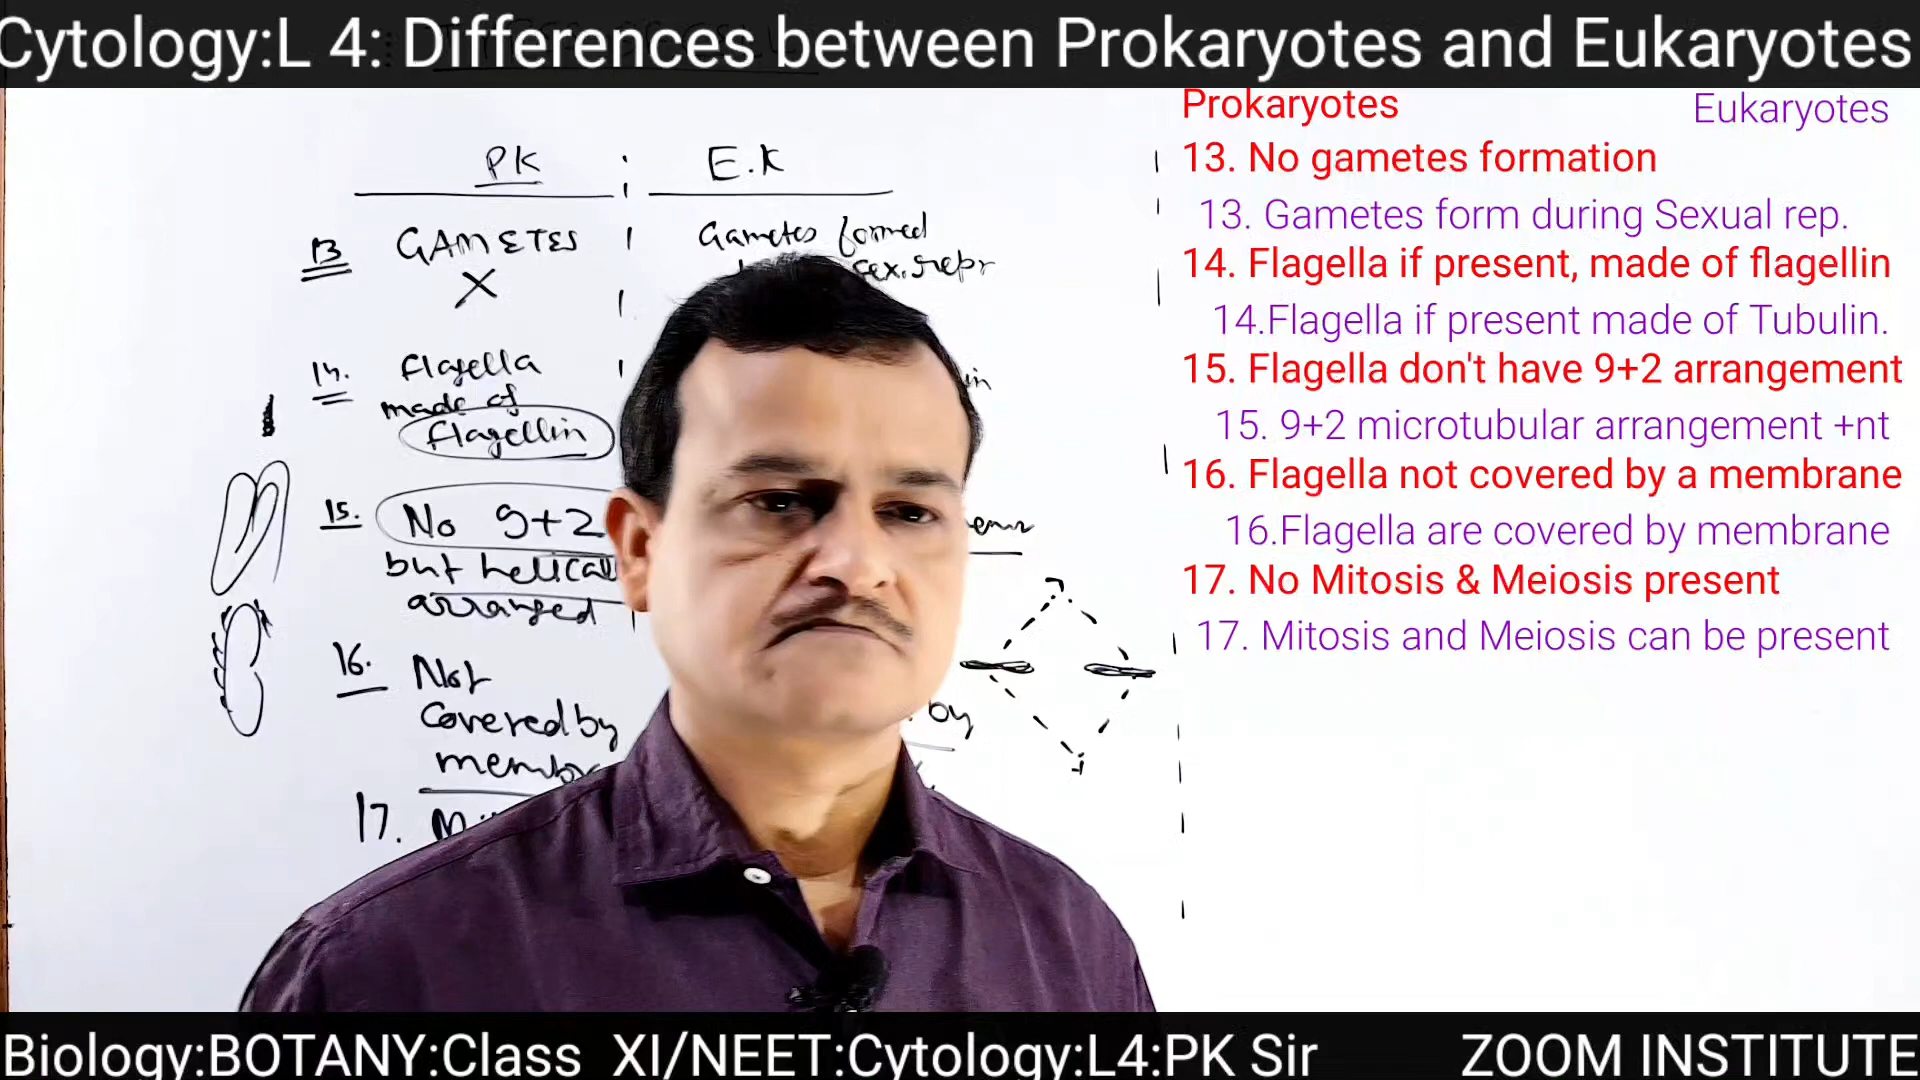 Cytology:L 4: Differences between Prokaryotes and Eukaryotes
Prokaryotes
Eukaryotes
13. No gametes formation
13. Gametes form during Sexual rep.
14. Flagella if present, made of flagellin
14.Flagella if present made of Tubulin.
15. Flagella don't have 9+2 arrangement
15. 9+2 microtubular arrangement +nt
16. Flagella not covered by a membrane
16.Flagella are covered by membrane
17. No Mitosis & Meiosis present
17. Mitosis and Meiosis can be present
PK E.K
13 GAMETES Gametes formed
X sex. repr
14. Flagella
made of
flagellin
15. No 9+2
but helical
arranged
16. Not
Covered by by
17.
Biology:BOTANY:Class XI/NEET:Cytology:L4:PK Sir ZOOM INSTITUTE